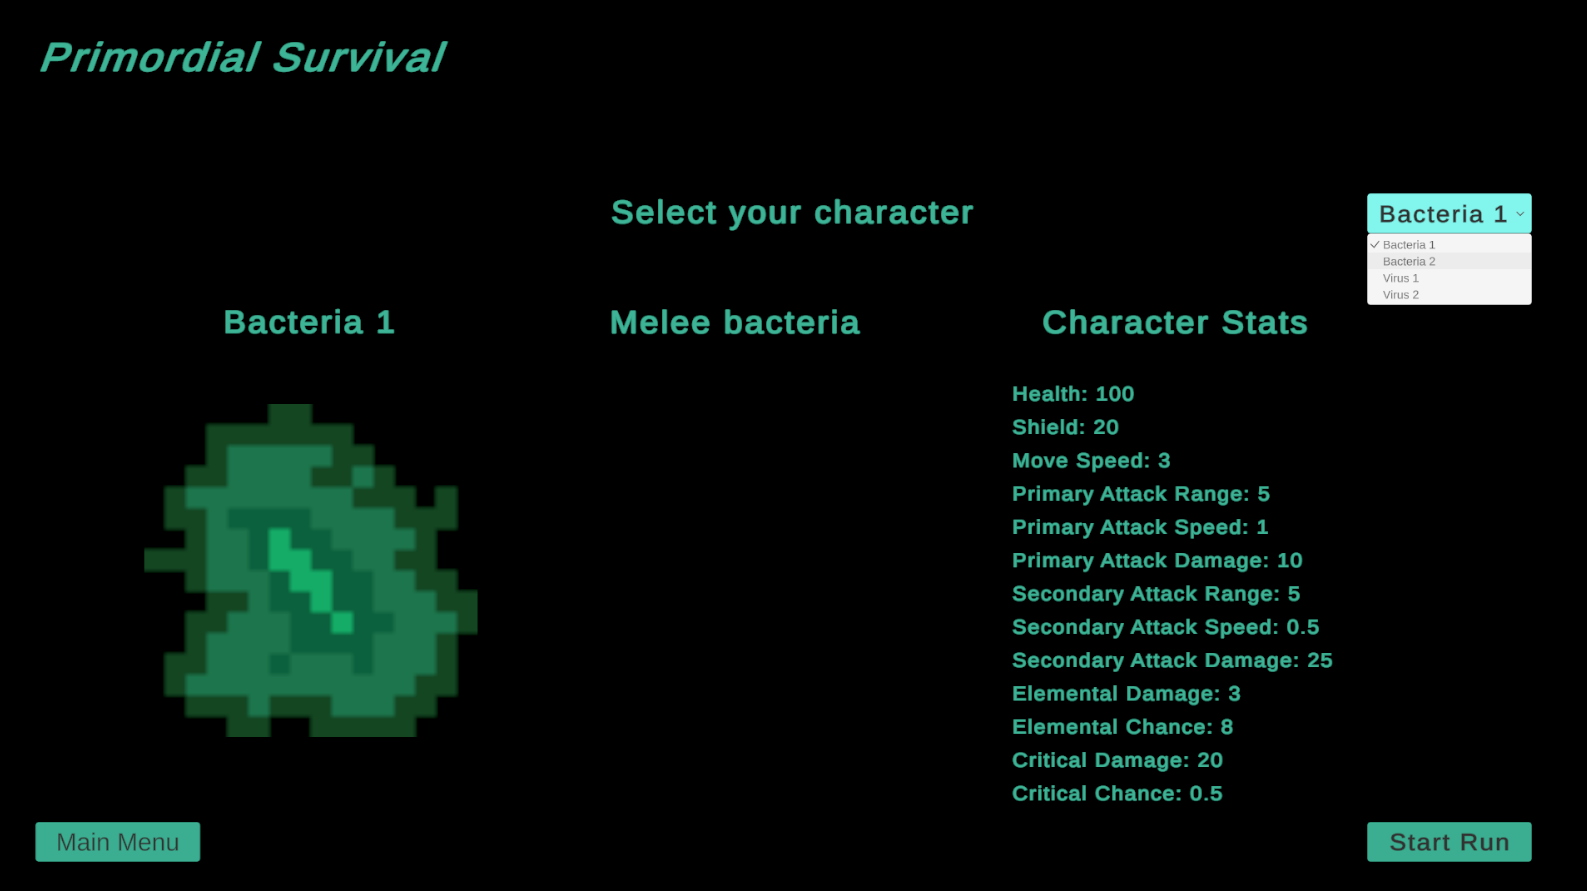 Primordial Survival
Select your character
Bacteria 1
Bacteria 1
Bacteria 2
Virus 1
Virus 2
Bacteria 1
Melee bacteria
Character Stats
Health: 100
Shield: 20
Move Speed: 3
Primary Attack Range: 5
Primary Attack Speed: 1
Primary Attack Damage: 10
Secondary Attack Range: 5
Secondary Attack Speed: 0.5
Secondary Attack Damage: 25
Elemental Damage: 3
Elemental Chance: 8
Critical Damage: 20
Critical Chance: 0.5
Main Menu
Start Run